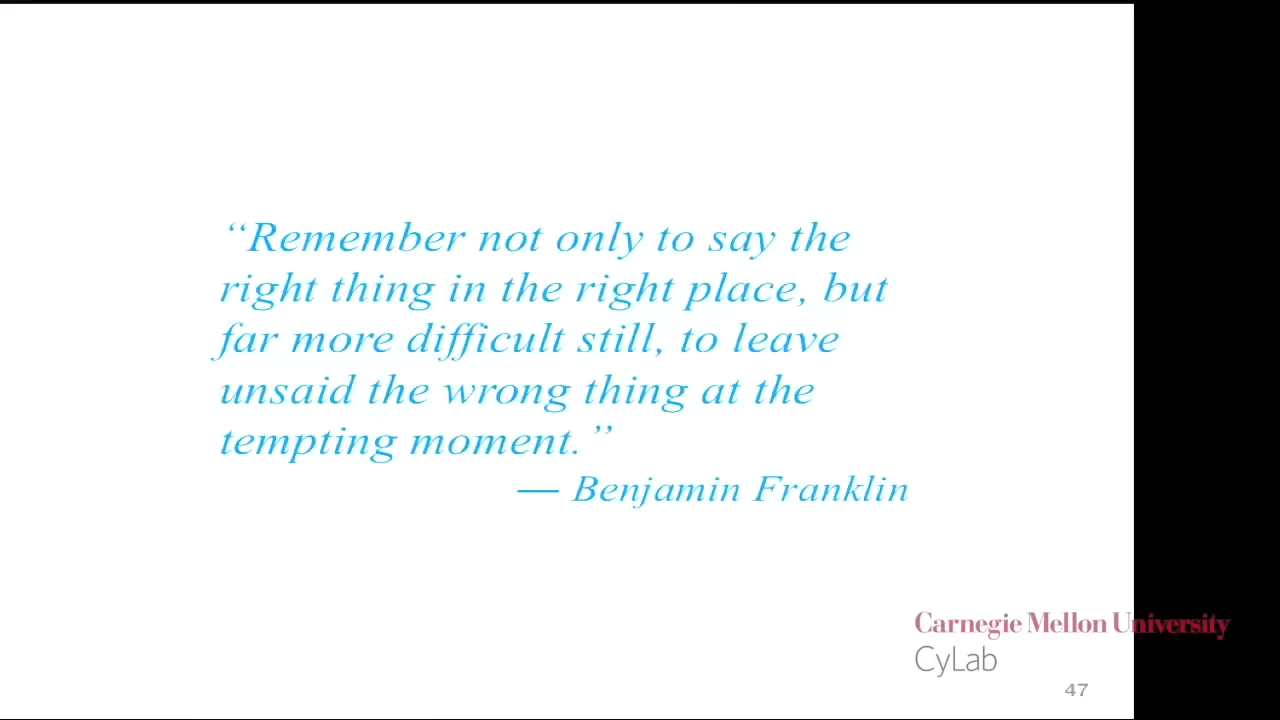 “Remember not only to say the
right thing in the right place, but
far more difficult still, to leave
unsaid the wrong thing at the
tempting moment.”
— Benjamin Franklin
Carnegie Mellon University
CyLab
47